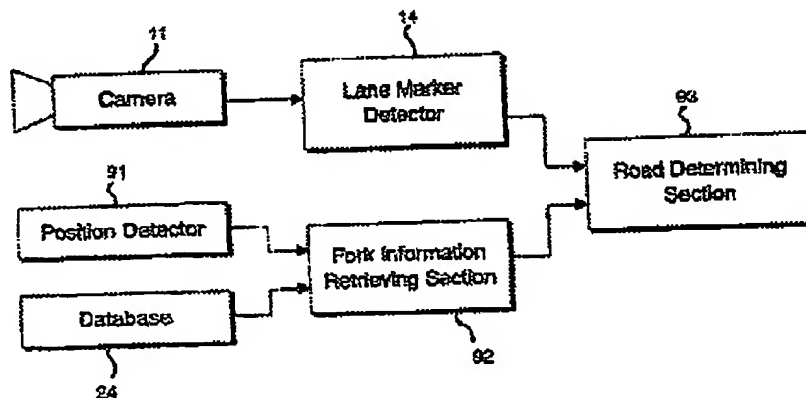 11
Camera
14
Lane Marker
Detector
93
Road Determining
Section
91
Position Detector
Fork Information
Retrieving Section
92
Database
24